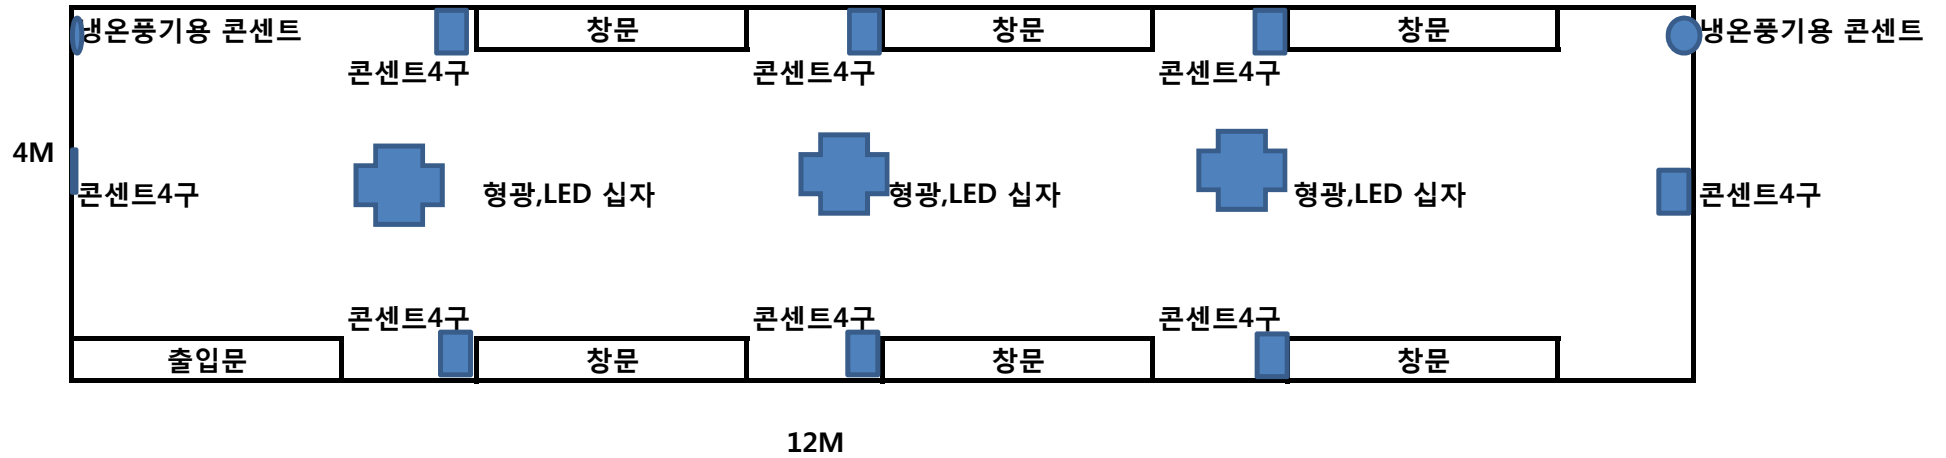 냉온풍기용 콘센트
창문
창문
창문
냉온풍기용 콘센트
콘센트4구
콘센트4구
콘센트4구
4M
콘센트4구
형광,LED 십자
형광,LED 십자
형광,LED 십자
콘센트4구
콘센트4구
콘센트4구
콘센트4구
출입문
창문
창문
창문
12M